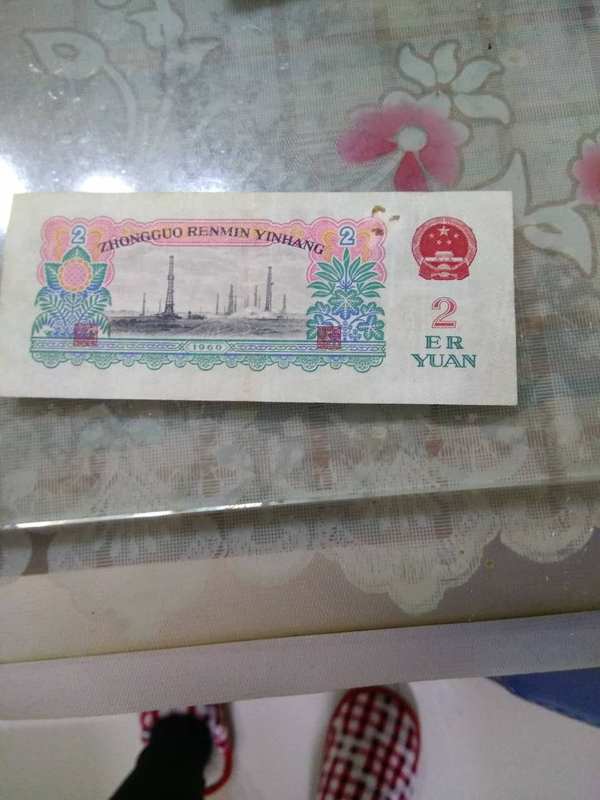 2
ZHONGGUO RENMIN YINHANG
2
1960
2
ER
YUAN